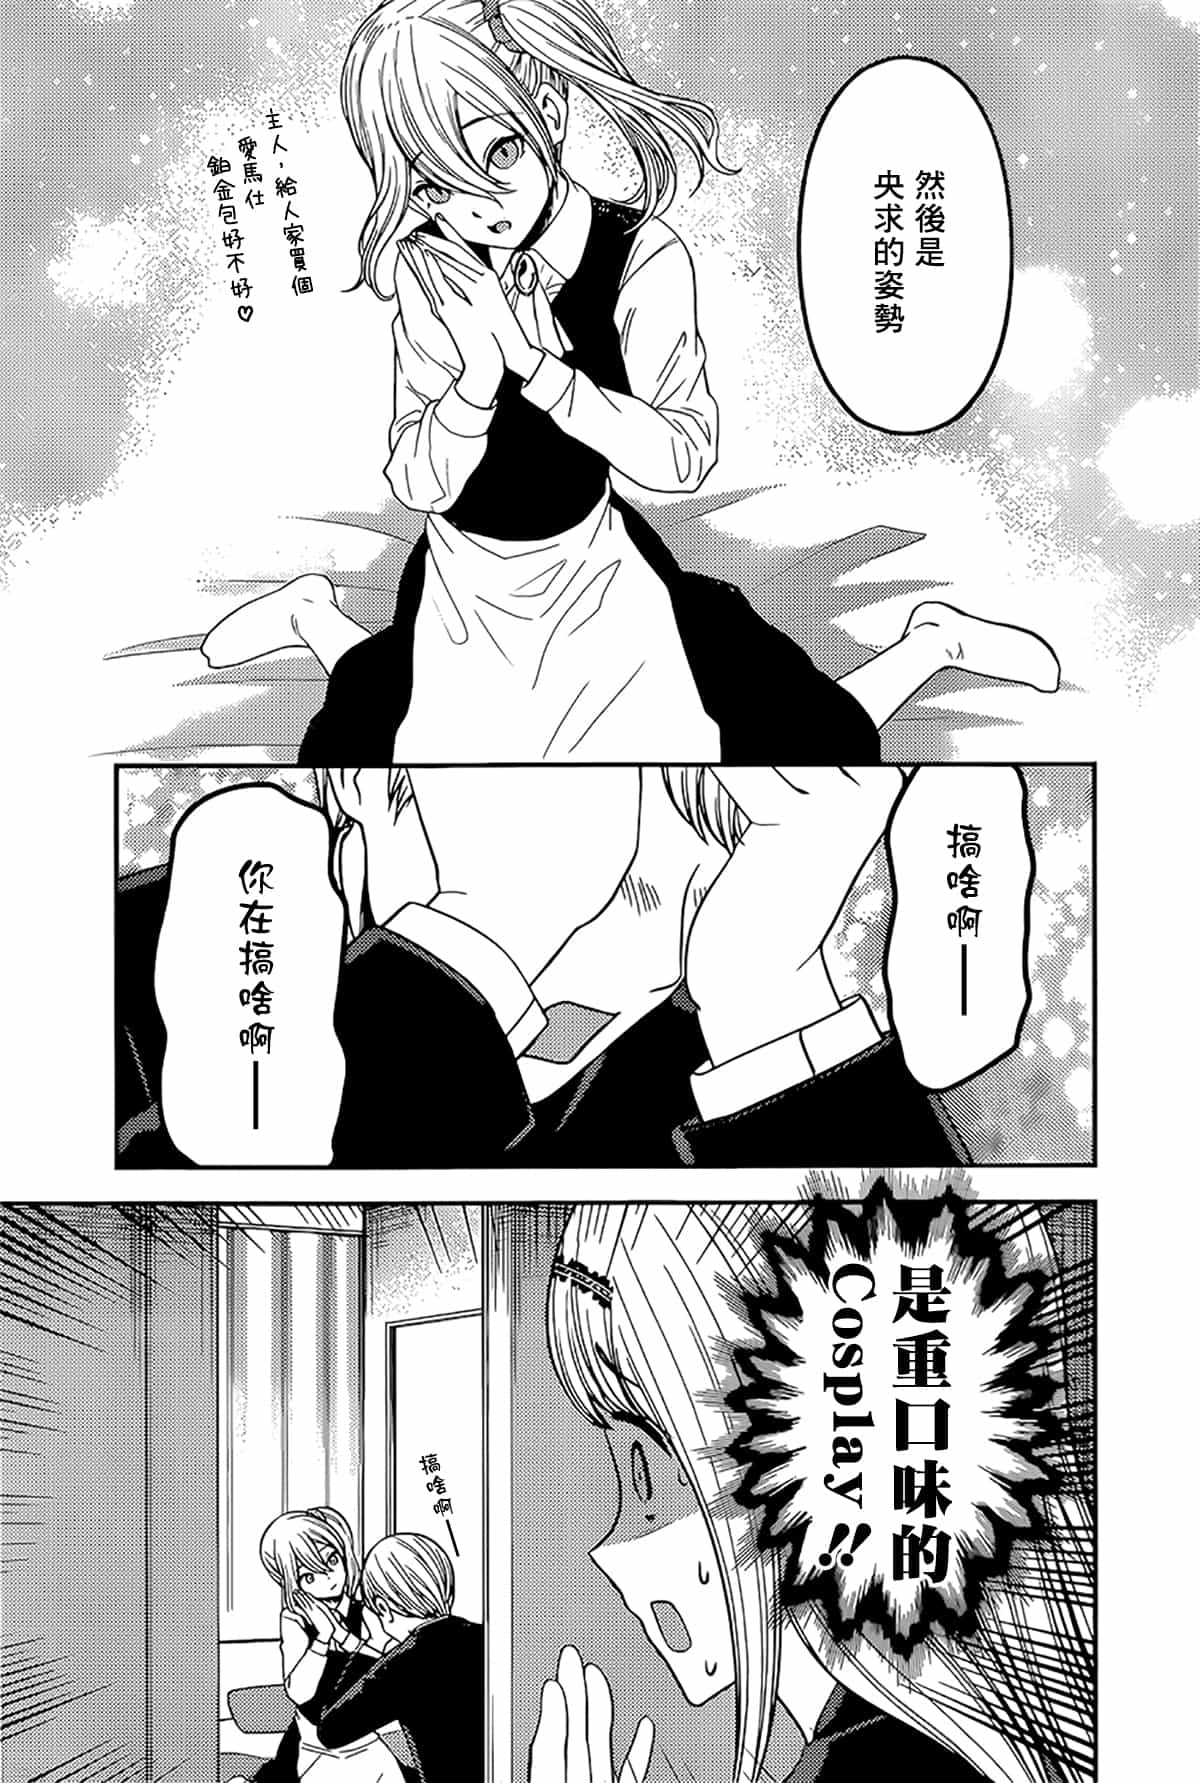 然後是
央求的姿勢
主人，給人家買個
愛馬仕
鉑金包好不好♡
搞啥啊——
你在搞啥啊——
是重口味的
Cosplay!!
搞啥啊——